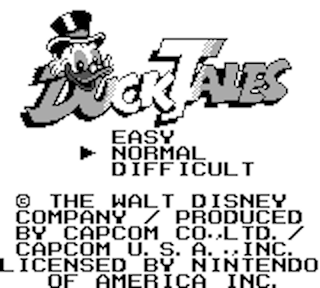 DUCKTALES
EASY
▶ NORMAL
DIFFICULT
© THE WALT DISNEY
COMPANY / PRODUCED
BY CAPCOM CO.,LTD. /
CAPCOM U.S.A.,INC.
LICENSED BY NINTENDO
OF AMERICA INC.